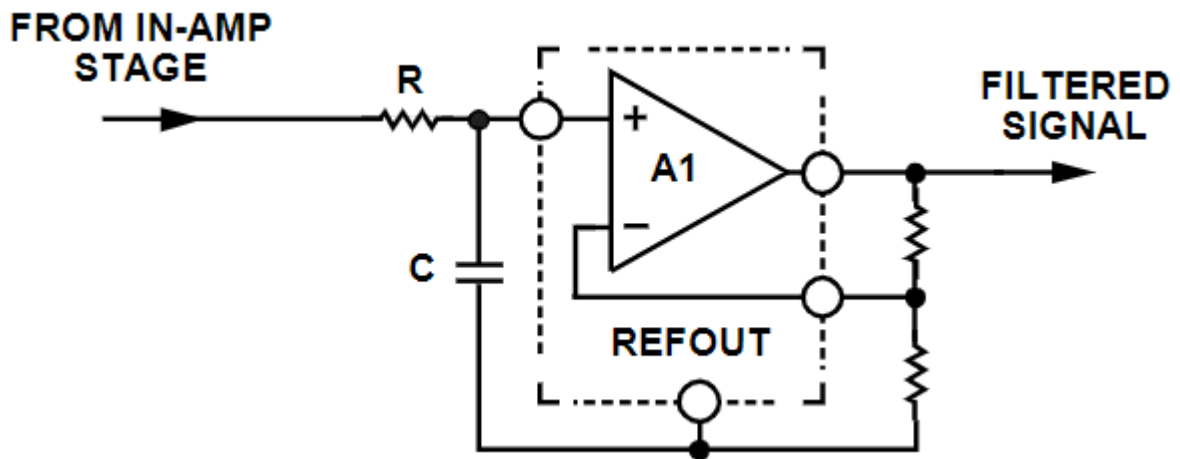 FROM IN-AMP
STAGE
R
FILTERED
SIGNAL
+
A1
−
C
REFOUT